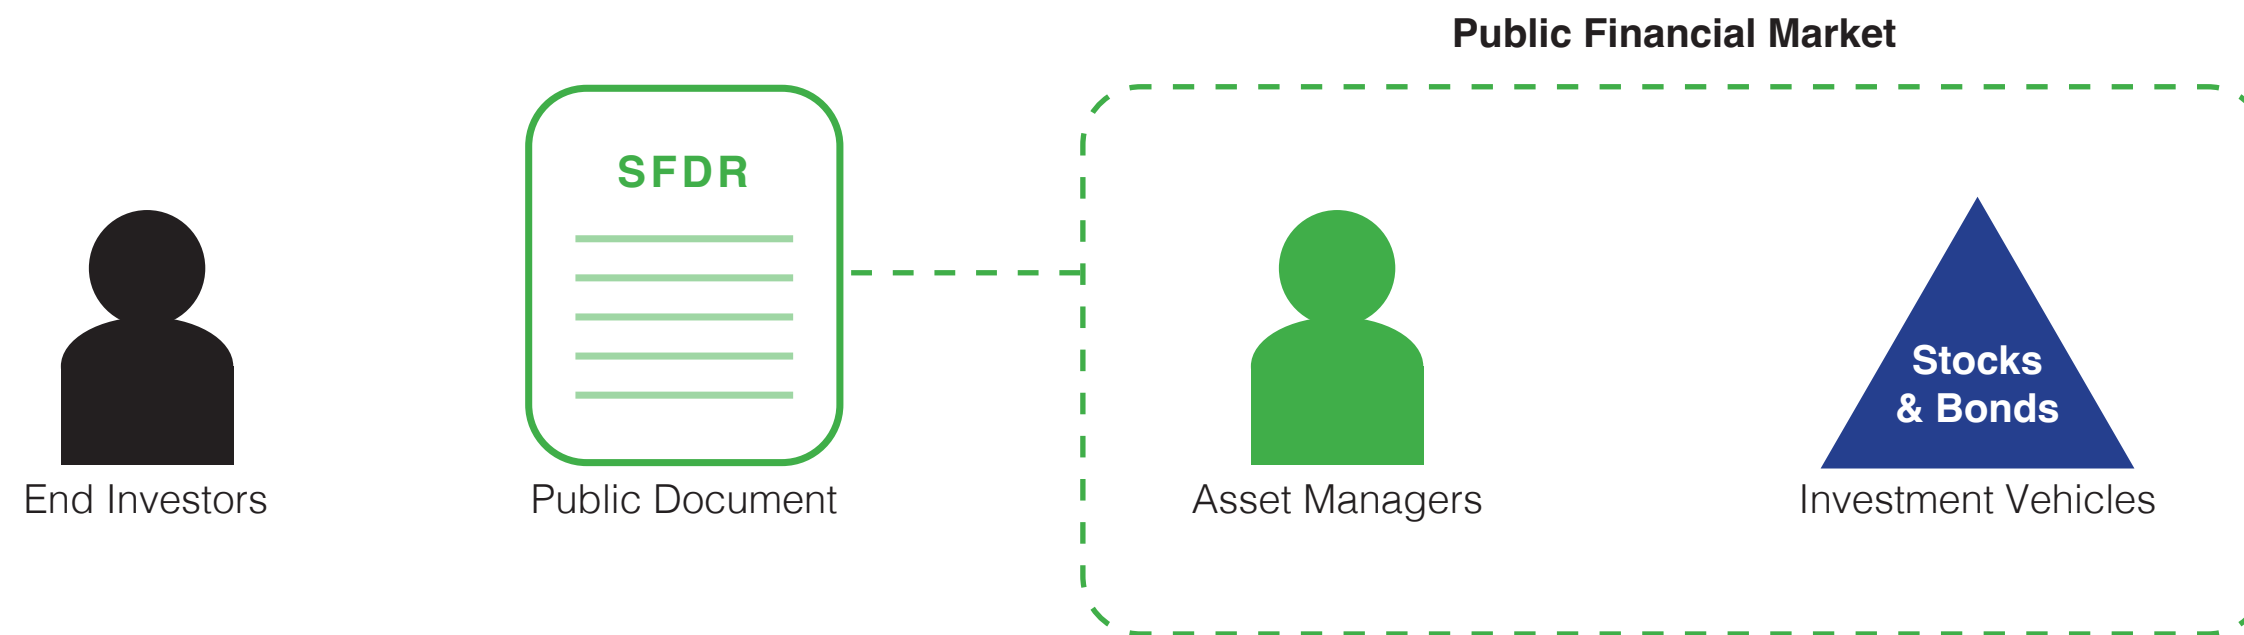 Public Financial Market
SFDR
Stocks
& Bonds
End Investors
Public Document
Asset Managers
Investment Vehicles